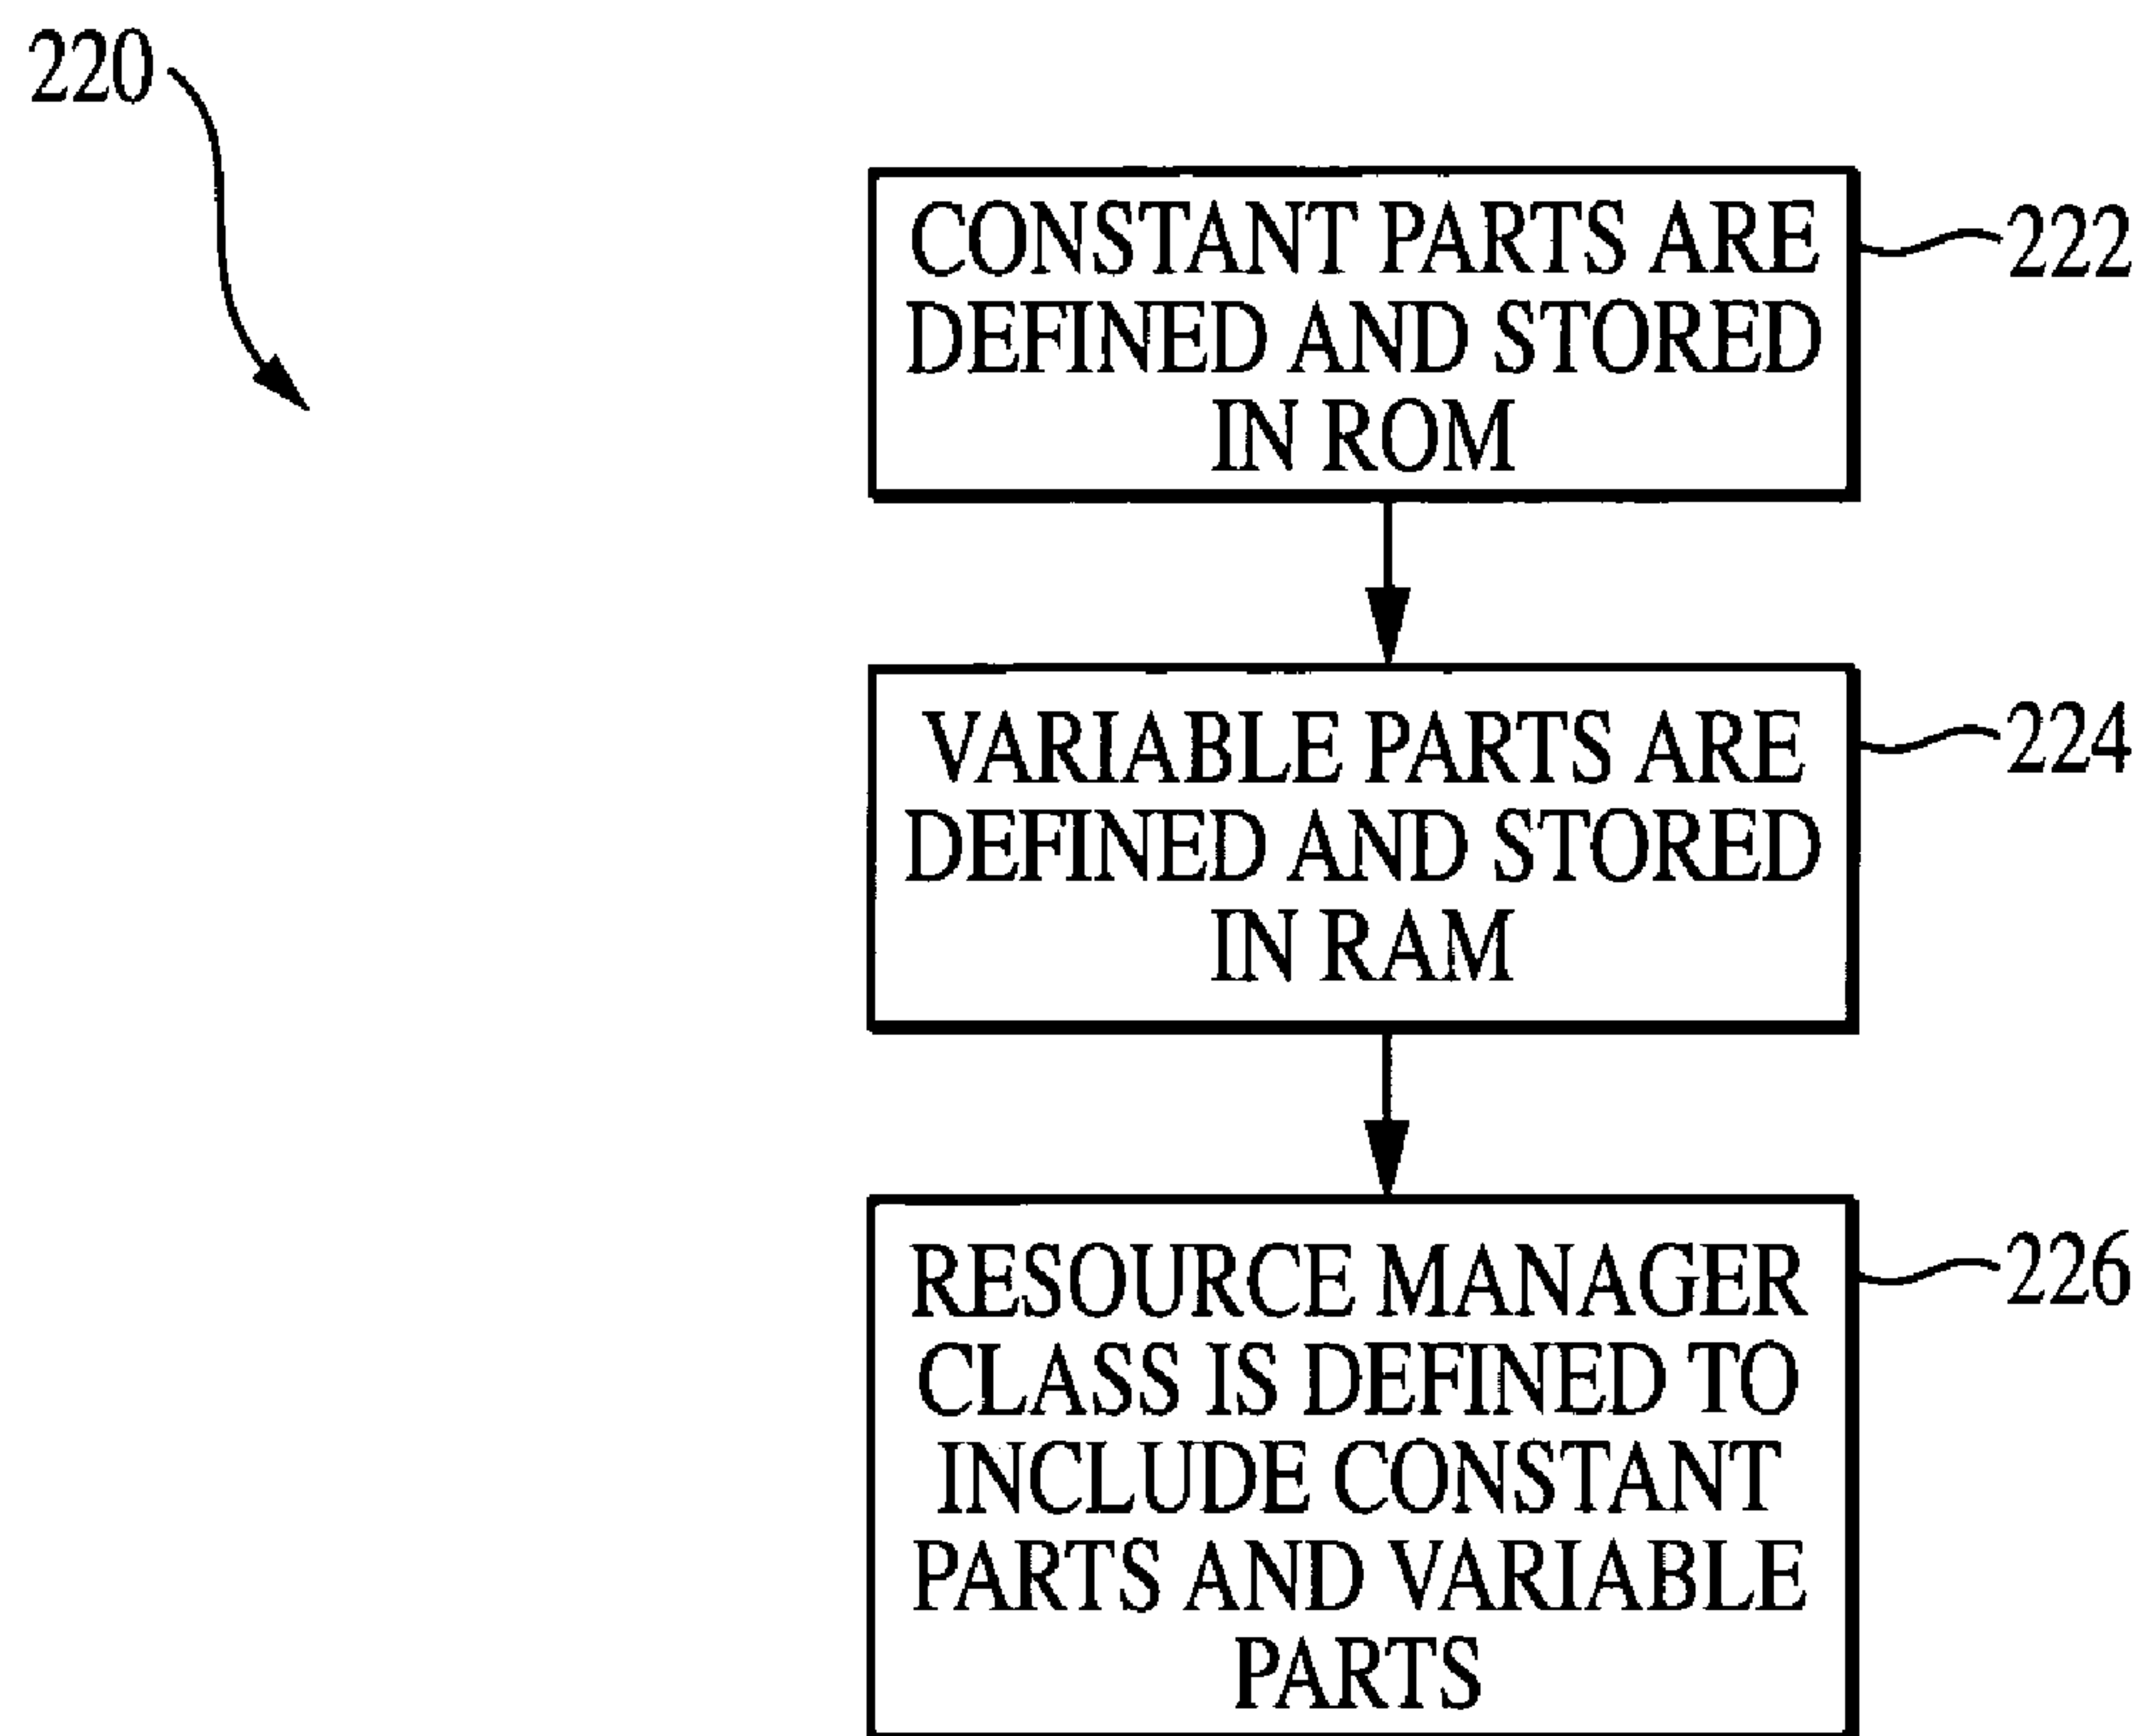 220
CONSTANT PARTS ARE
DEFINED AND STORED
IN ROM
222
VARIABLE PARTS ARE
DEFINED AND STORED
IN RAM
224
RESOURCE MANAGER
CLASS IS DEFINED TO
INCLUDE CONSTANT
PARTS AND VARIABLE
PARTS
226